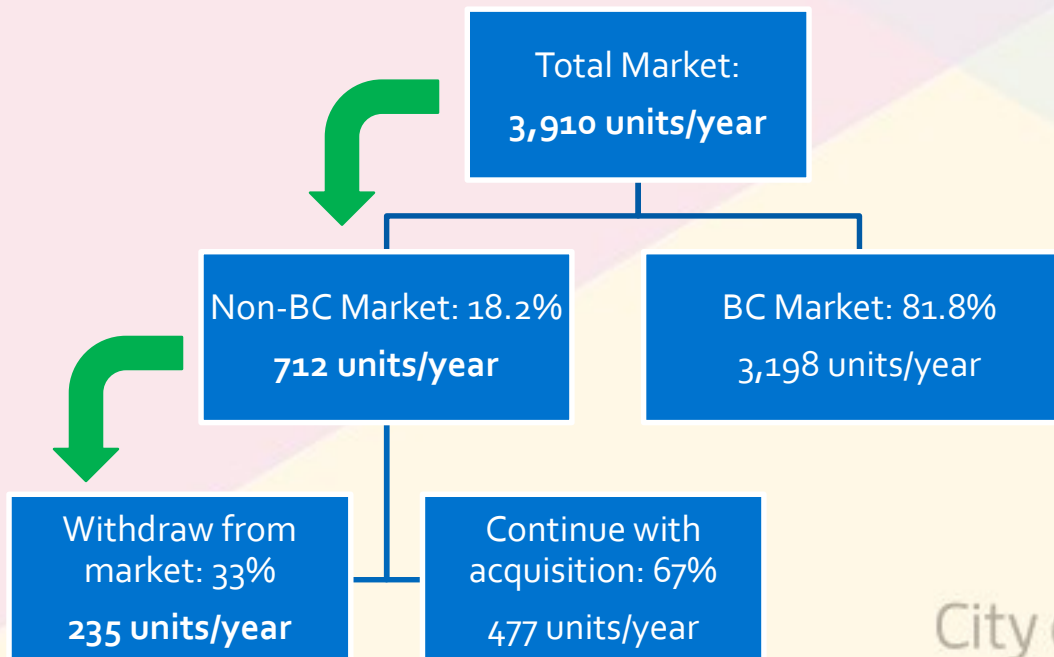 Total Market:
3,910 units/year
Non-BC Market: 18.2%
712 units/year
BC Market: 81.8%
3,198 units/year
Withdraw from
market: 33%
235 units/year
Continue with
acquisition: 67%
477 units/year
City